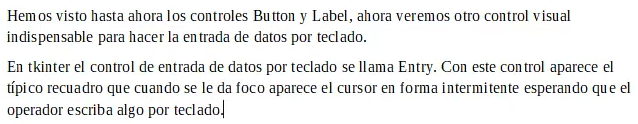 Hemos visto hasta ahora los controles Button y Label, ahora veremos otro control visual
indispensable para hacer la entrada de datos por teclado.
En tkinter el control de entrada de datos por teclado se llama Entry. Con este control aparece el
típico recuadro que cuando se le da foco aparece el cursor en forma intermitente esperando que el
operador escriba algo por teclado.